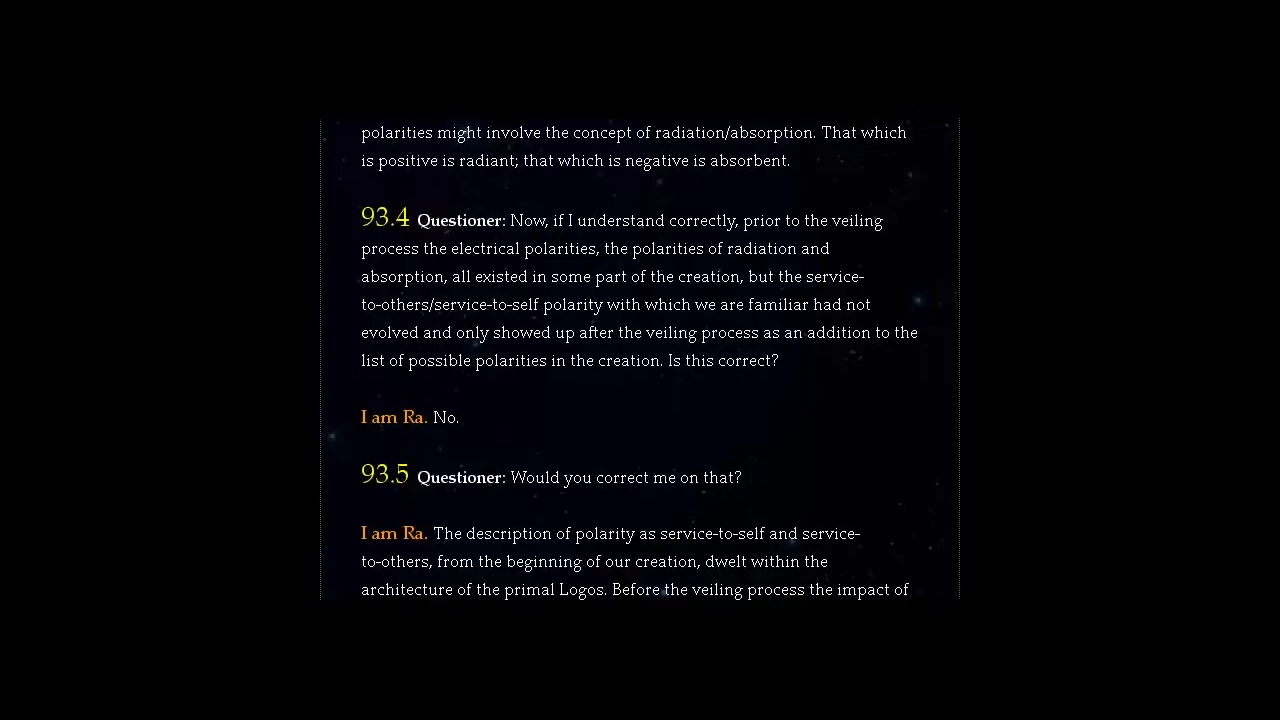 polarities might involve the concept of radiation/absorption. That which
is positive is radiant; that which is negative is absorbent.
93.4 Questioner: Now, if I understand correctly, prior to the veiling
process the electrical polarities, the polarities of radiation and
absorption, all existed in some part of the creation, but the service-
to-others/service-to-self polarity with which we are familiar had not
evolved and only showed up after the veiling process as an addition to the
list of possible polarities in the creation. Is this correct?
I am Ra. No.
93.5 Questioner: Would you correct me on that?
I am Ra. The description of polarity as service-to-self and service-
to-others, from the beginning of our creation, dwelt within the
architecture of the primal Logos. Before the veiling process the impact of